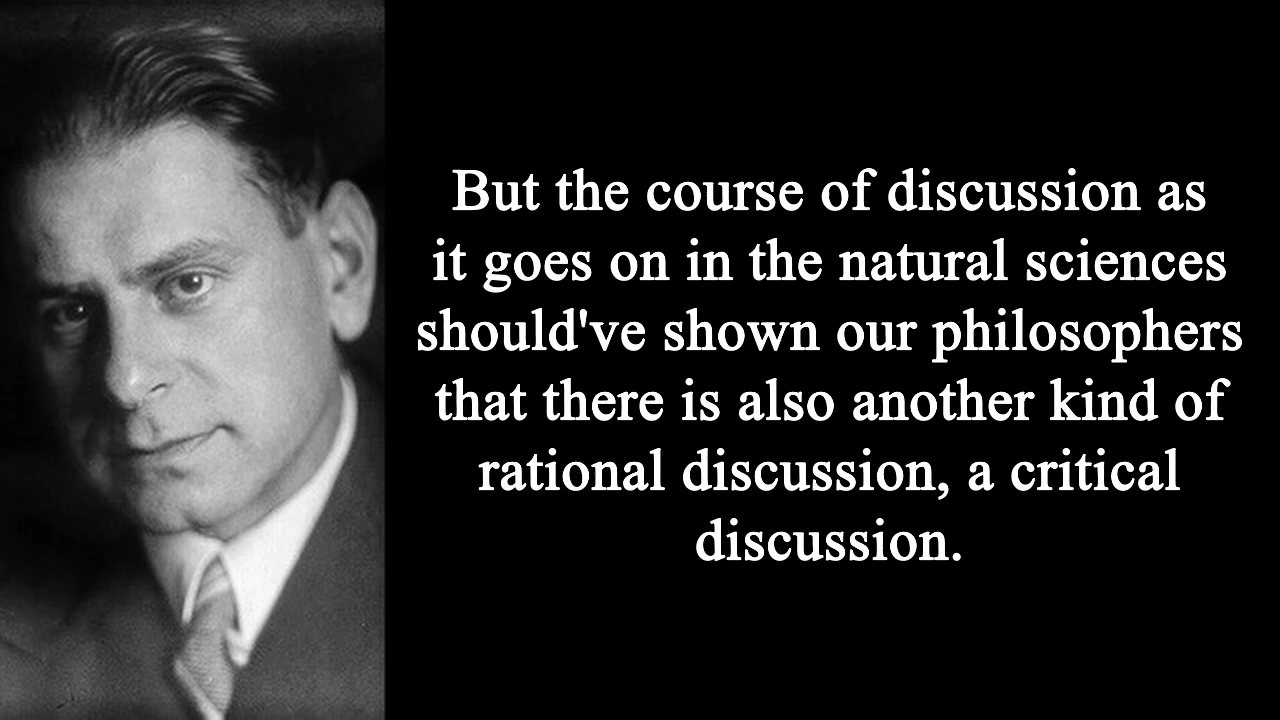 But the course of discussion as
it goes on in the natural sciences
should've shown our philosophers
that there is also another kind of
rational discussion, a critical
discussion.